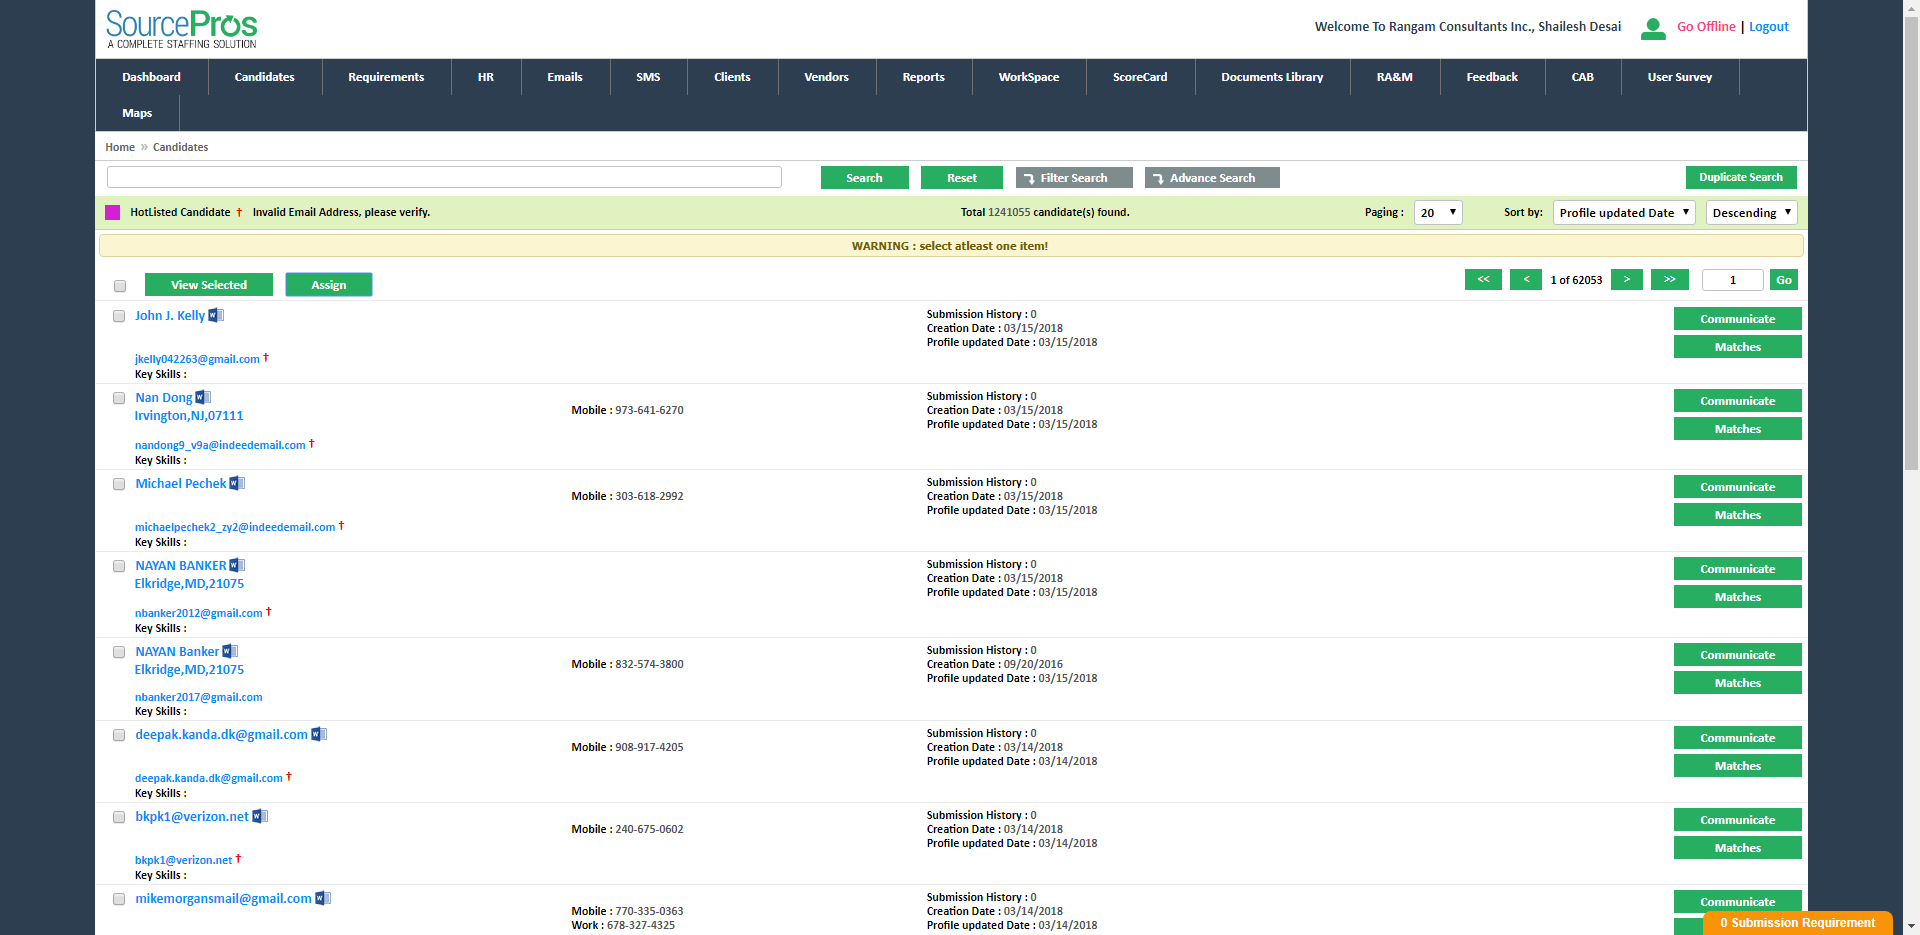 SourcePros
A COMPLETE STAFFING SOLUTION
Welcome To Rangam Consultants Inc., Shailesh Desai
Go Offline | Logout
Dashboard Candidates Requirements HR Emails SMS Clients Vendors Reports WorkSpace ScoreCard Documents Library RA&M Feedback CAB User Survey
Maps
Home » Candidates
Search Reset Filter Search Advance Search Duplicate Search
HotListed Candidate † Invalid Email Address, please verify. Total 1241055 candidate(s) found. Paging : 20 Sort by: Profile updated Date Descending
WARNING : select atleast one item!
View Selected Assign << < 1 of 62053 > >> 1 Go
John J. Kelly
Submission History : 0
Creation Date : 03/15/2018
Profile updated Date : 03/15/2018
Communicate
Matches
jkelly042263@gmail.com †
Key Skills :
Nan Dong
Irvington,NJ,07111
Mobile : 973-641-6270
Submission History : 0
Creation Date : 03/15/2018
Profile updated Date : 03/15/2018
Communicate
Matches
nandong9_v9a@indeedemail.com †
Key Skills :
Michael Pechek
Mobile : 303-618-2992
Submission History : 0
Creation Date : 03/15/2018
Profile updated Date : 03/15/2018
Communicate
Matches
michaelpechek2_zy2@indeedemail.com †
Key Skills :
NAYAN BANKER
Elkridge,MD,21075
Submission History : 0
Creation Date : 03/15/2018
Profile updated Date : 03/15/2018
Communicate
Matches
nbanker2012@gmail.com †
Key Skills :
NAYAN Banker
Elkridge,MD,21075
Mobile : 832-574-3800
Submission History : 0
Creation Date : 09/20/2016
Profile updated Date : 03/15/2018
Communicate
Matches
nbanker2017@gmail.com
Key Skills :
deepak.kanda.dk@gmail.com
Mobile : 908-917-4205
Submission History : 0
Creation Date : 03/14/2018
Profile updated Date : 03/14/2018
Communicate
Matches
deepak.kanda.dk@gmail.com †
Key Skills :
bkpk1@verizon.net
Mobile : 240-675-0602
Submission History : 0
Creation Date : 03/14/2018
Profile updated Date : 03/14/2018
Communicate
Matches
bkpk1@verizon.net †
Key Skills :
mikemorgansmail@gmail.com
Mobile : 770-335-0363
Work : 678-327-4325
Submission History : 0
Creation Date : 03/14/2018
Profile updated Date : 03/14/2018
Communicate
0 Submission Requirement